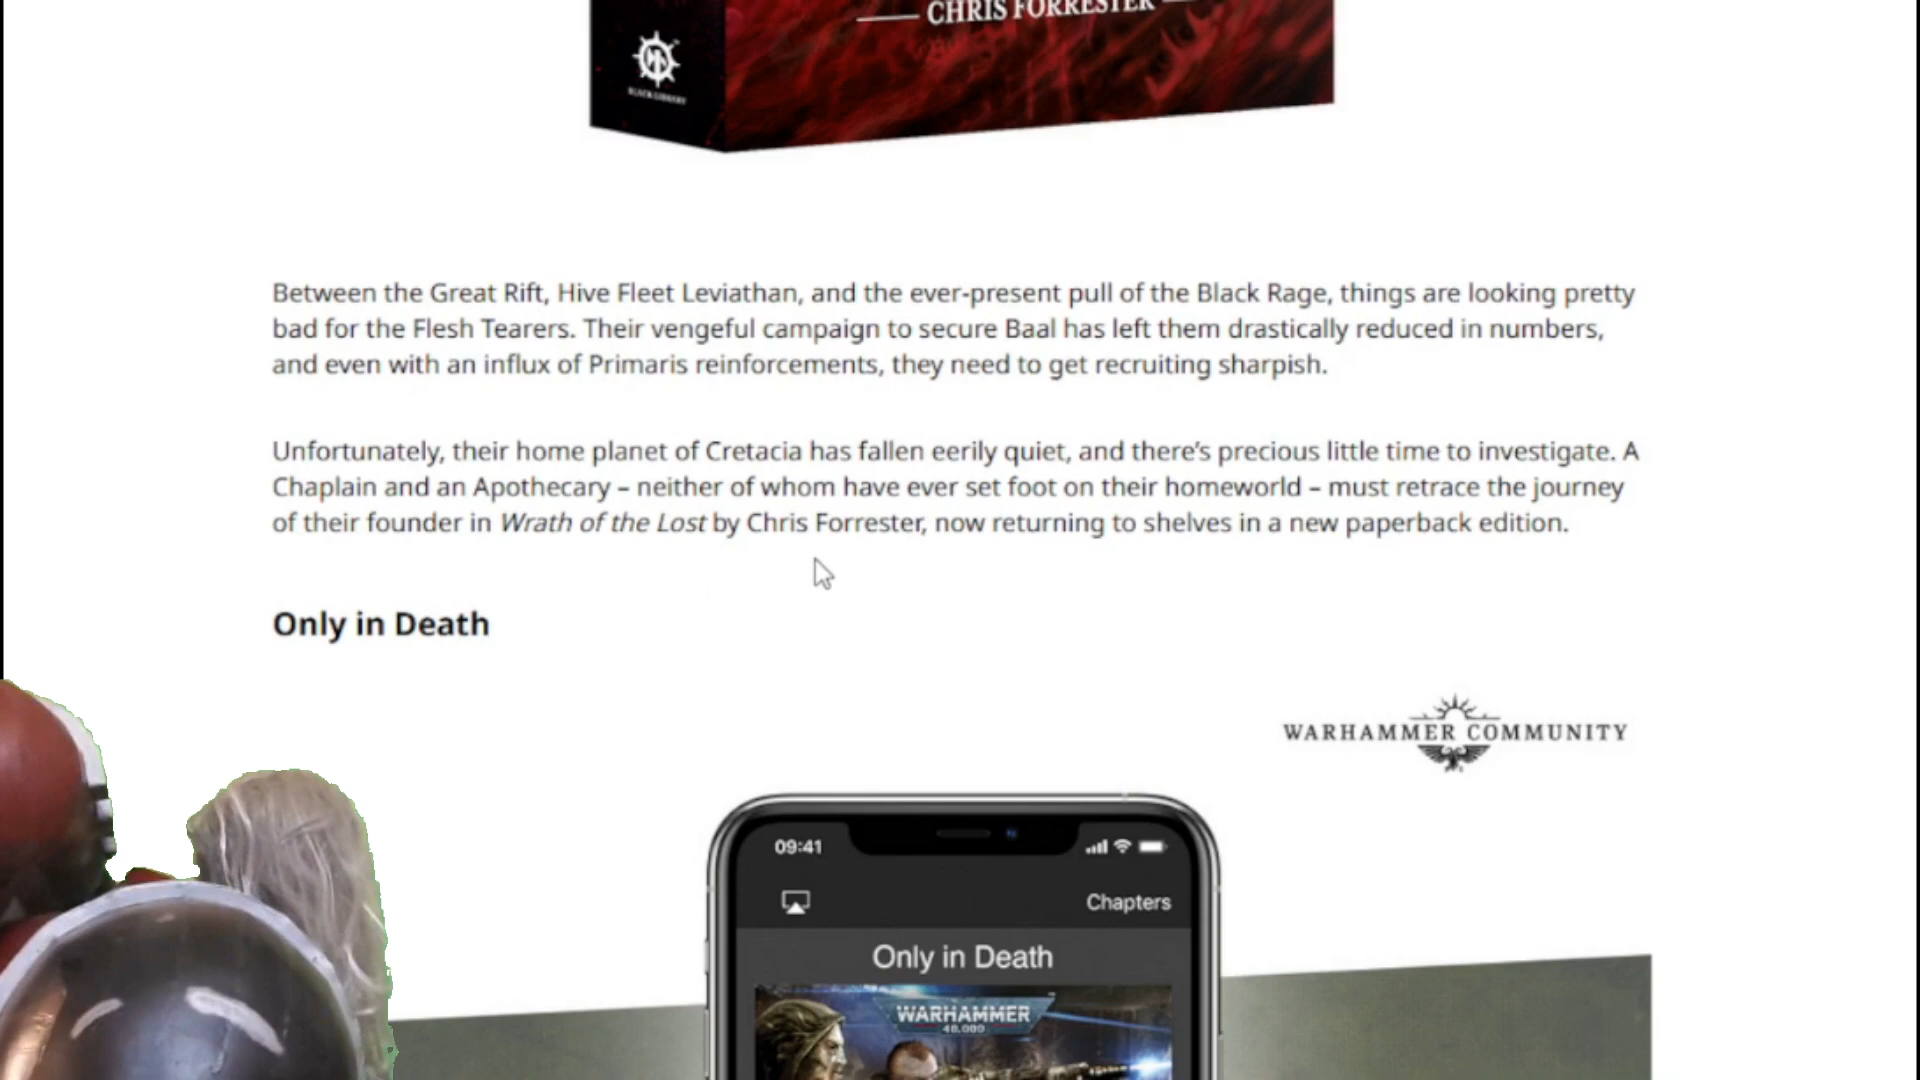 CHRIS FORRESTER
BLACK LIBRARY
Between the Great Rift, Hive Fleet Leviathan, and the ever-present pull of the Black Rage, things are looking pretty
bad for the Flesh Tearers. Their vengeful campaign to secure Baal has left them drastically reduced in numbers,
and even with an influx of Primaris reinforcements, they need to get recruiting sharpish.
Unfortunately, their home planet of Cretacia has fallen eerily quiet, and there's precious little time to investigate. A
Chaplain and an Apothecary – neither of whom have ever set foot on their homeworld – must retrace the journey
of their founder in Wrath of the Lost by Chris Forrester, now returning to shelves in a new paperback edition.
Only in Death
WARHAMMER COMMUNITY
09:41
Chapters
Only in Death
WARHAMMER
40,000